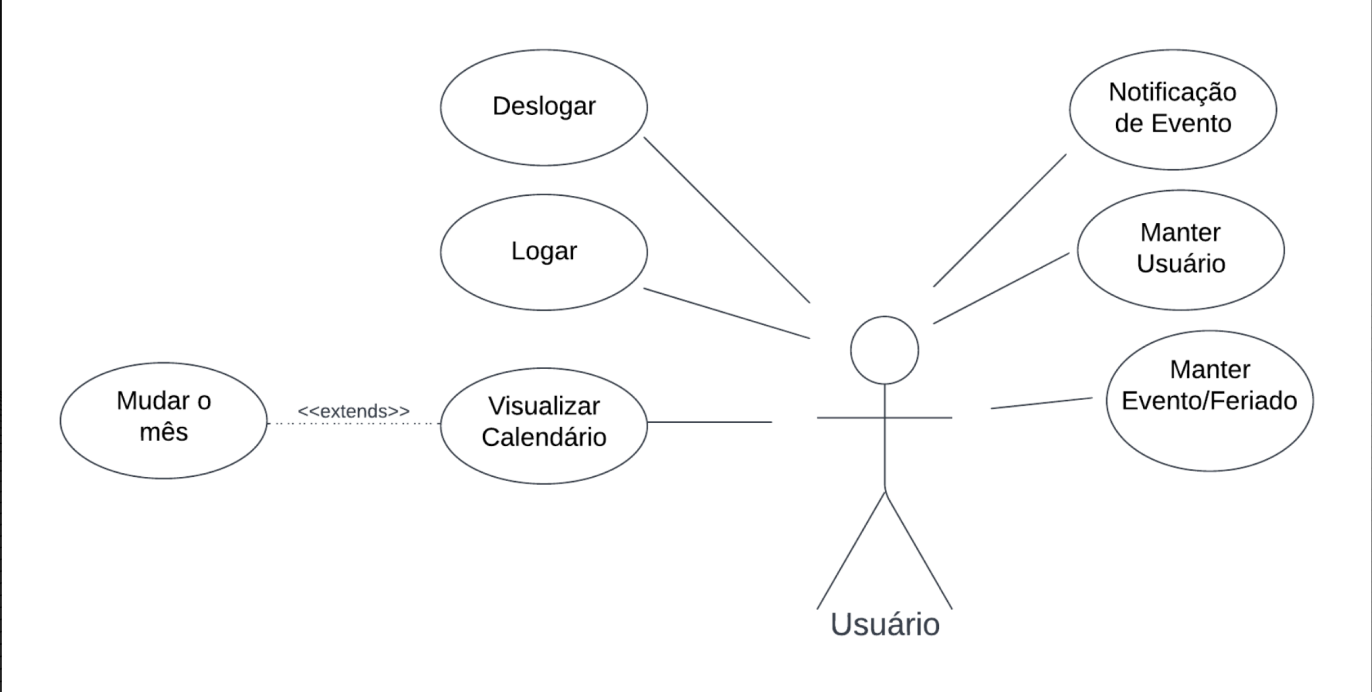 Deslogar
Notificação
de Evento
Logar
Manter
Usuário
Mudar o
mês
<<extends>>
Visualizar
Calendário
Manter
Evento/Feriado
Usuário